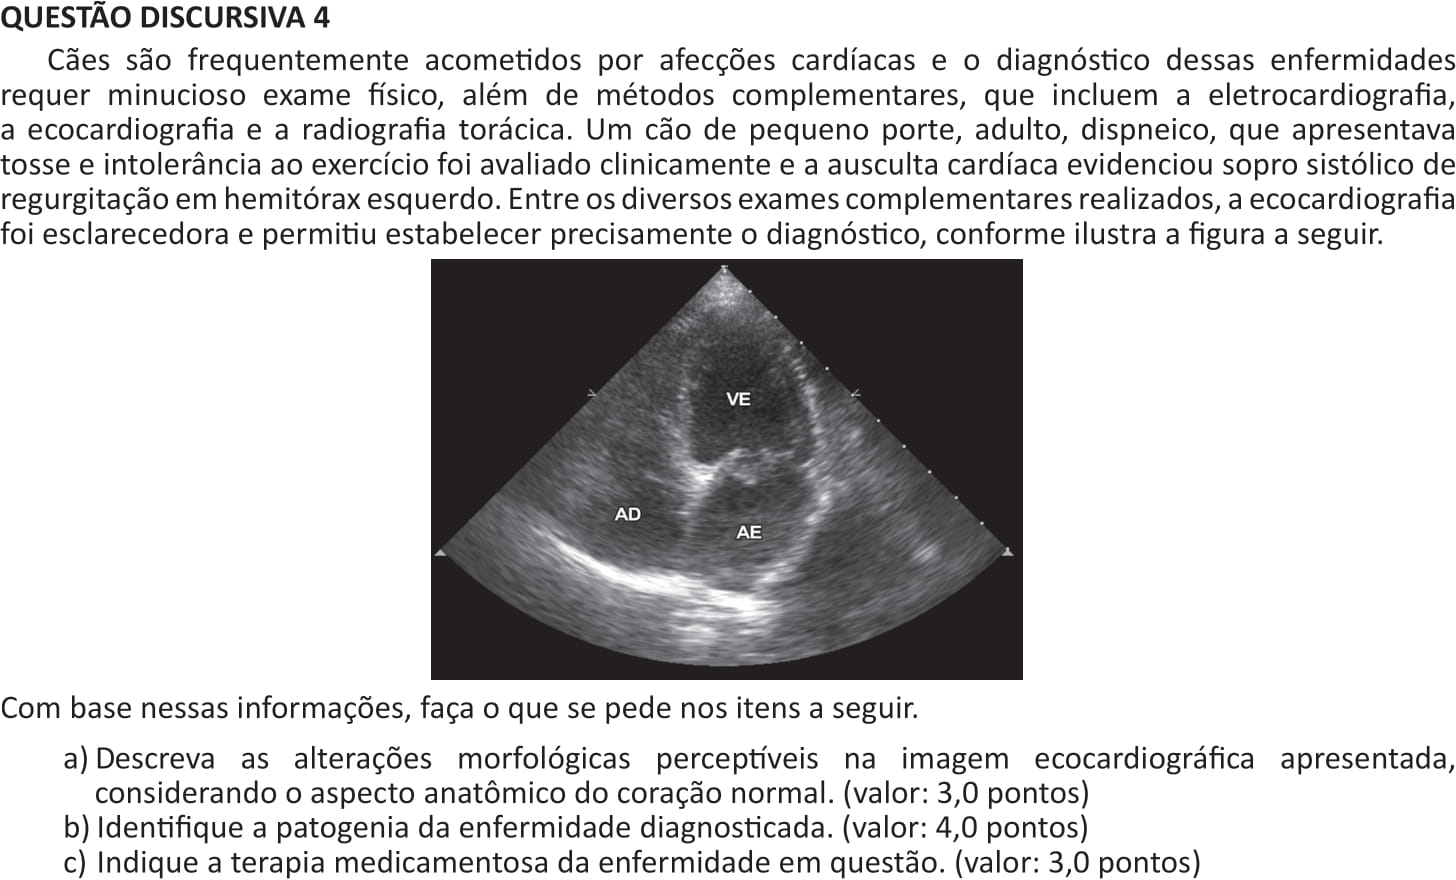 QUESTÃO DISCURSIVA 4
Cães são frequentemente acometidos por afecções cardíacas e o diagnóstico dessas enfermidades
requer minucioso exame físico, além de métodos complementares, que incluem a eletrocardiografia,
a ecocardiografia e a radiografia torácica. Um cão de pequeno porte, adulto, dispneico, que apresentava
tosse e intolerância ao exercício foi avaliado clinicamente e a ausculta cardíaca evidenciou sopro sistólico de
regurgitação em hemitórax esquerdo. Entre os diversos exames complementares realizados, a ecocardiografia
foi esclarecedora e permitiu estabelecer precisamente o diagnóstico, conforme ilustra a figura a seguir.
VE
AD
AE
Com base nessas informações, faça o que se pede nos itens a seguir.
a) Descreva as alterações morfológicas perceptíveis na imagem ecocardiográfica apresentada,
considerando o aspecto anatômico do coração normal. (valor: 3,0 pontos)
b) Identifique a patogenia da enfermidade diagnosticada. (valor: 4,0 pontos)
c) Indique a terapia medicamentosa da enfermidade em questão. (valor: 3,0 pontos)